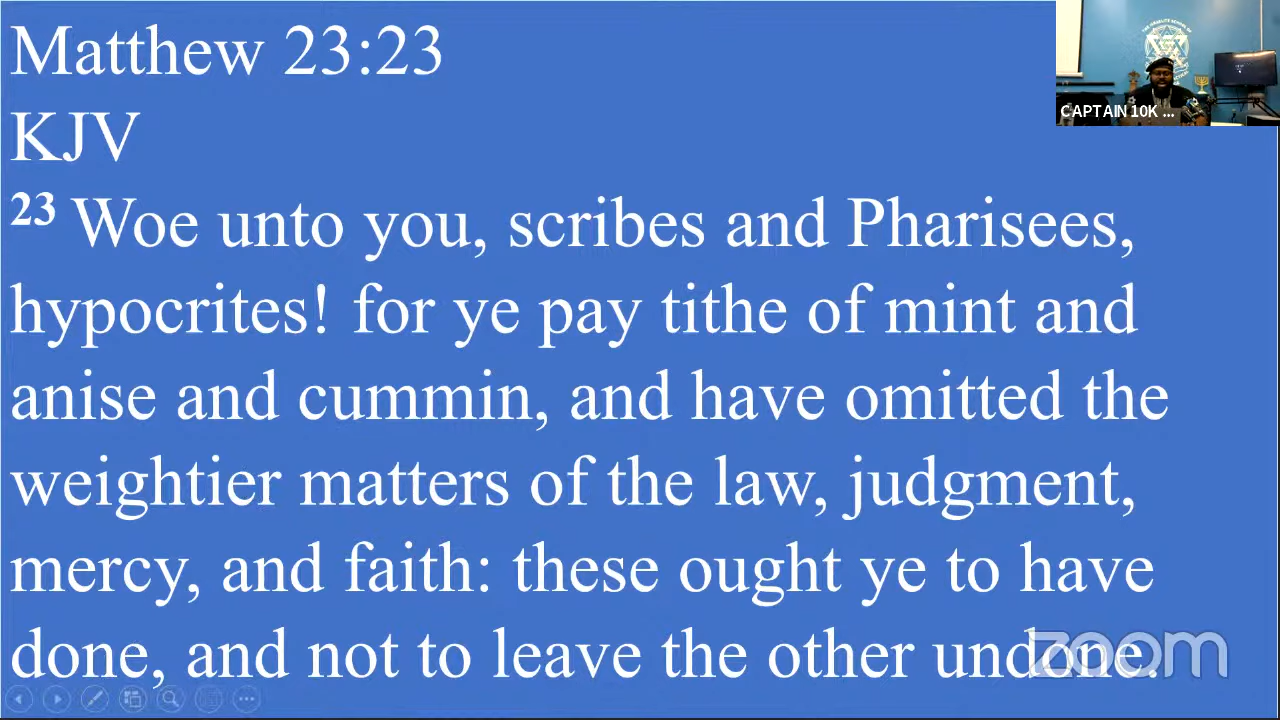 Matthew 23:23
KJV
23 Woe unto you, scribes and Pharisees,
hypocrites! for ye pay tithe of mint and
anise and cummin, and have omitted the
weightier matters of the law, judgment,
mercy, and faith: these ought ye to have
done, and not to leave the other undone.
CAPTAIN 10K ...
zoom